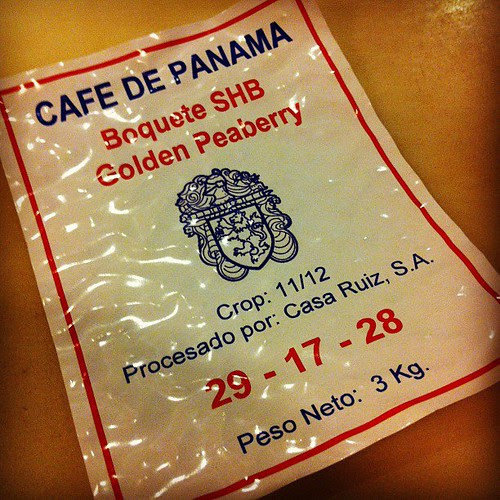 CAFE DE PANAMA
Boquete SHB
Golden Peaberry
Crop: 11/12
Procesado por: Casa Ruiz, S.A.
29 - 17 - 28
Peso Neto: 3 Kg.